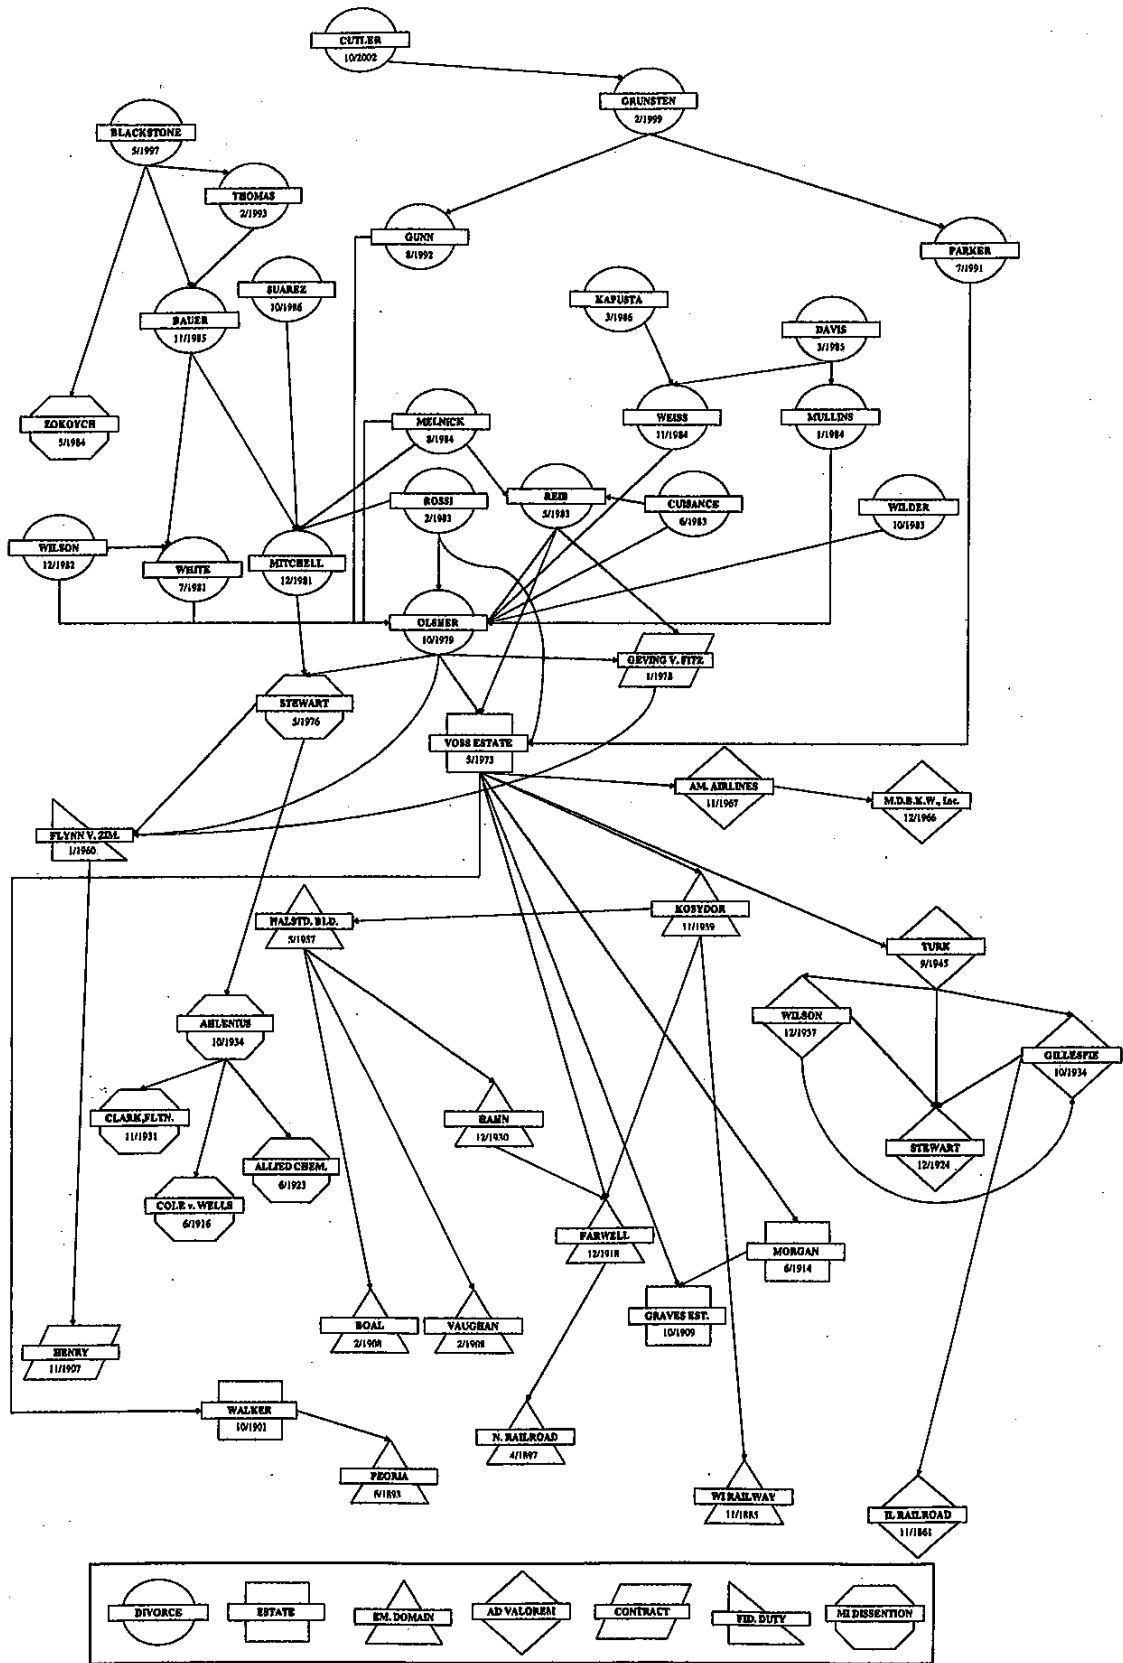 CUTLER
10/2002
GRUNSTEN
2/1999
BLACKSTONE
5/1997
THOMAS
2/1993
GUNN
8/1992
PARKER
7/1991
SUAREZ
10/1986
KAPUSTA
3/1986
BAUER
11/1985
DAVIS
3/1985
ZOKOYCH
5/1984
MELNICK
8/1984
WEISS
11/1984
MULLINS
1/1984
ROSSI
2/1983
REIB
5/1983
CUISANCE
6/1983
WILDER
10/1983
WILSON
12/1982
WHITE
7/1981
MITCHELL
12/1981
OLSHER
10/1979
GEVING V. FITZ
1/1978
STEWART
5/1976
VOSS ESTATE
5/1973
AM. AIRLINES
11/1967
M.D.B.K.W., Inc.
12/1966
FLYNN V. ZIM.
1/1960
WALSTD. BLD.
5/1957
KOSYDOR
11/1959
TURK
9/1945
AHLENIUS
10/1934
WILSON
12/1937
GILLESPIE
10/1934
CLARK, FLTN.
11/1931
HAHN
12/1930
STEWART
12/1924
ALLIED CHEM.
6/1923
COLE v. WELLS
6/1916
FARWELL
12/1918
MORGAN
6/1914
GRAVES EST.
10/1909
BOAL
2/1908
VAUGHAN
2/1908
HENRY
11/1907
WALKER
10/1901
N. RAILROAD
4/1897
PEORIA
6/1893
WI RAILWAY
11/1885
IL RAILROAD
11/1861
DIVORCE
ESTATE
EM. DOMAIN
AD VALOREM
CONTRACT
FID. DUTY
MI DISSENTION